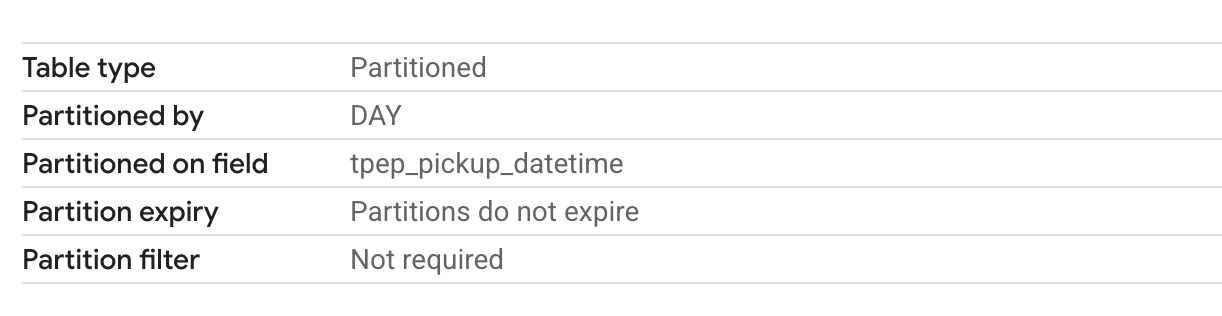 Table type Partitioned
Partitioned by DAY
Partitioned on field tpep_pickup_datetime
Partition expiry Partitions do not expire
Partition filter Not required